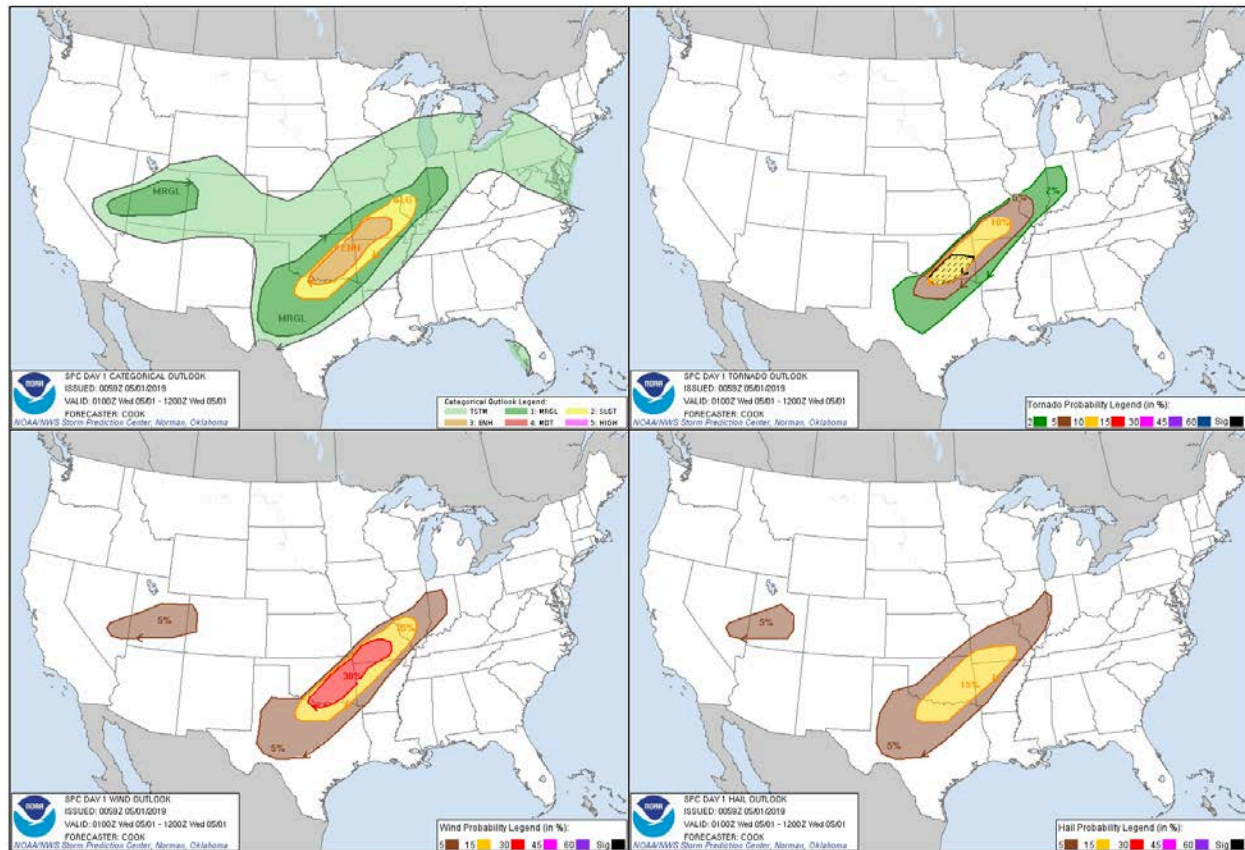 MRGL
SLGT
ENH
MRGL
NOAA
SPC DAY 1 CATEGORICAL OUTLOOK
ISSUED: 0059Z 05/01/2019
VALID: 0100Z Wed 05/01 - 1200Z Wed 05/01
FORECASTER: COOK
NOAA/NWS Storm Prediction Center, Norman, Oklahoma
Categorical Outlook Legend:
TSTM 1: MRGL 2: SLGT
3: ENH 4: MDT 5: HIGH
2%
10%
NOAA
SPC DAY 1 TORNADO OUTLOOK
ISSUED: 0059Z 05/01/2019
VALID: 0100Z Wed 05/01 - 1200Z Wed 05/01
FORECASTER: COOK
NOAA/NWS Storm Prediction Center, Norman, Oklahoma
Tornado Probability Legend (in %):
2 5 10 15 30 45 60 Sig
5%
15%
30%
5%
NOAA
SPC DAY 1 WIND OUTLOOK
ISSUED: 0059Z 05/01/2019
VALID: 0100Z Wed 05/01 - 1200Z Wed 05/01
FORECASTER: COOK
NOAA/NWS Storm Prediction Center, Norman, Oklahoma
Wind Probability Legend (in %):
5 15 30 45 60 Sig
5%
15%
5%
NOAA
SPC DAY 1 HAIL OUTLOOK
ISSUED: 0059Z 05/01/2019
VALID: 0100Z Wed 05/01 - 1200Z Wed 05/01
FORECASTER: COOK
NOAA/NWS Storm Prediction Center, Norman, Oklahoma
Hail Probability Legend (in %):
5 15 30 45 60 Sig